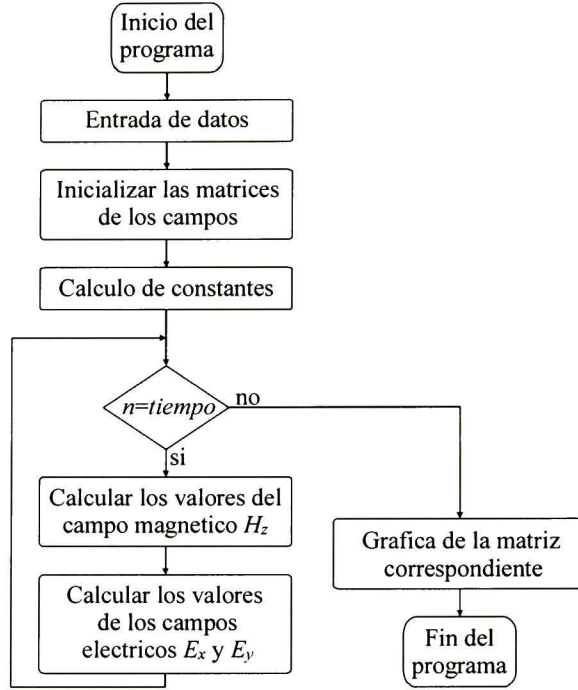 Inicio del
programa
Entrada de datos
Inicializar las matrices
de los campos
Calculo de constantes
n=tiempo
no
si
Calcular los valores del
campo magnetico Hz
Calcular los valores
de los campos
electricos Ex y Ey
Grafica de la matriz
correspondiente
Fin del
programa